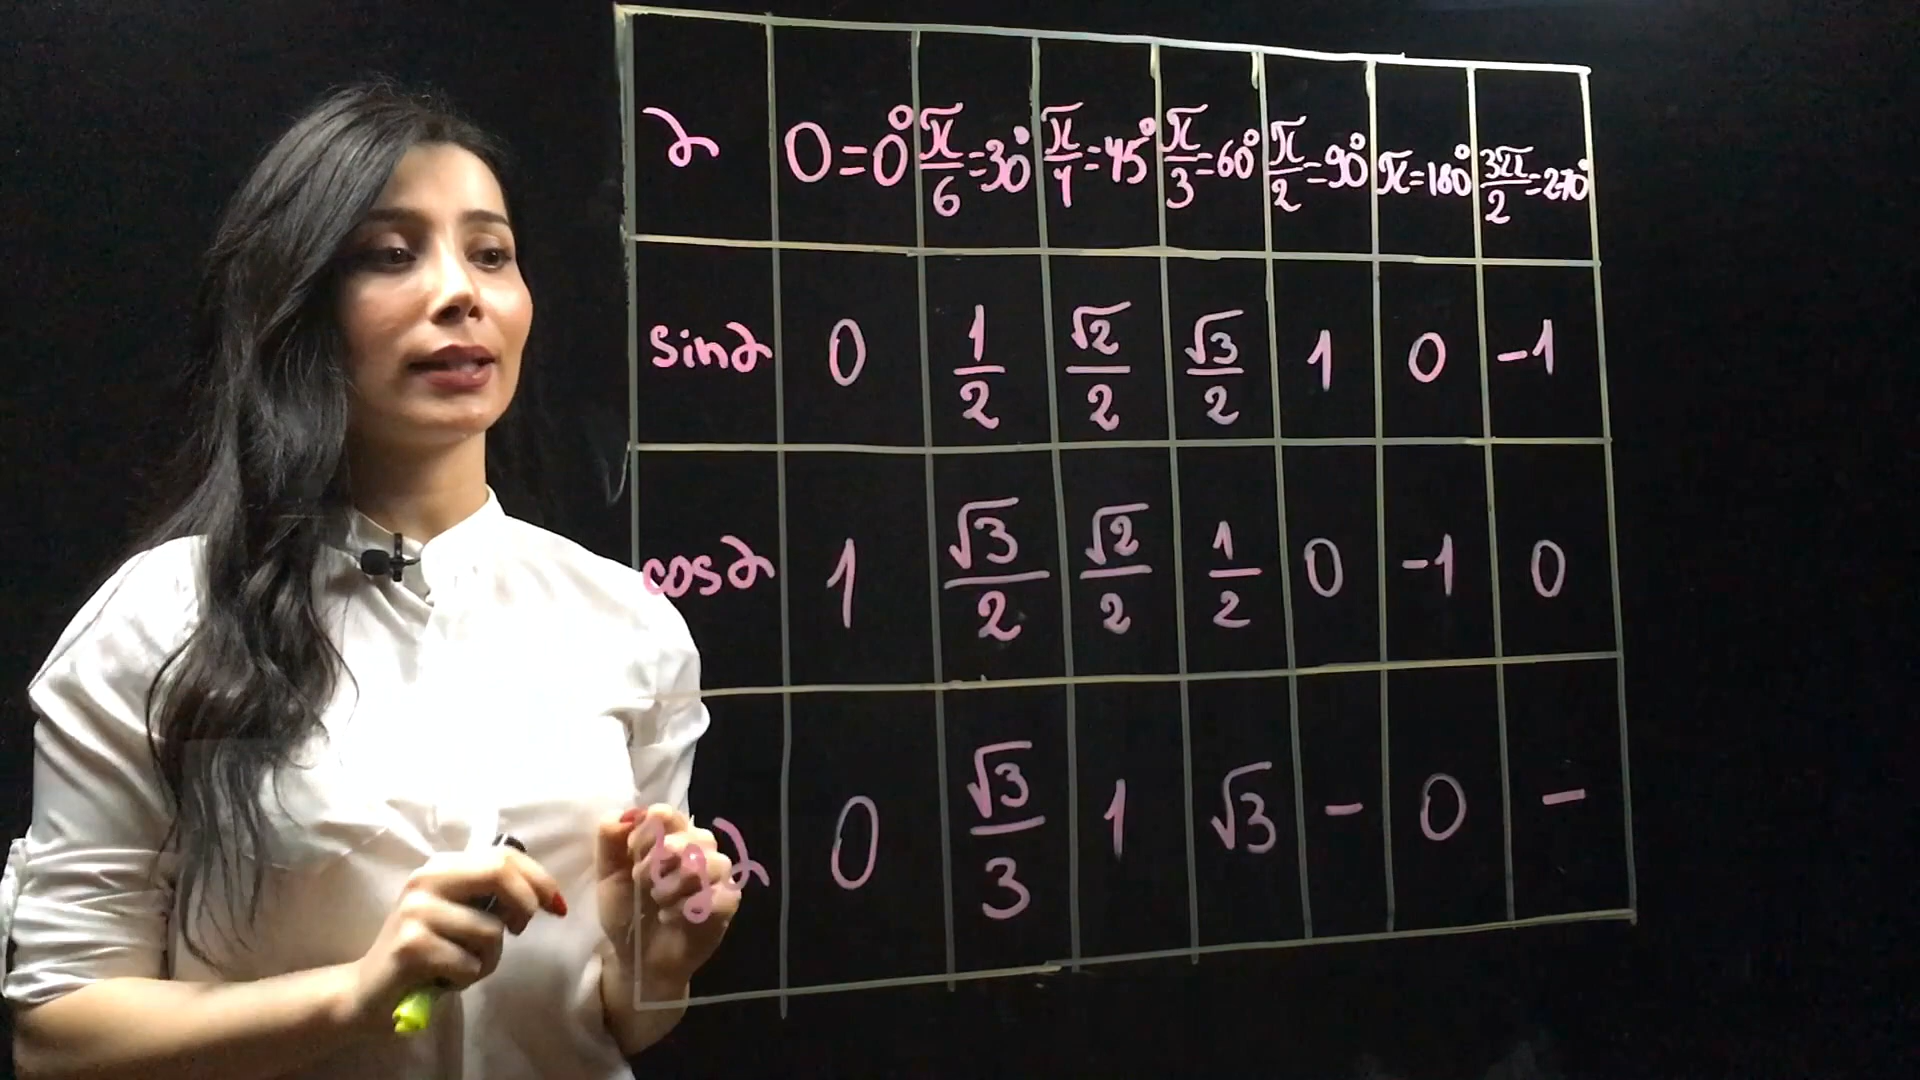 α 0=0° π/6=30° π/4=45° π/3=60° π/2=90° π=180° 3π/2=270°
sinα 0 1/2 √2/2 √3/2 1 0 -1
cosα 1 √3/2 √2/2 1/2 0 -1 0
tgα 0 √3/3 1 √3 - 0 -